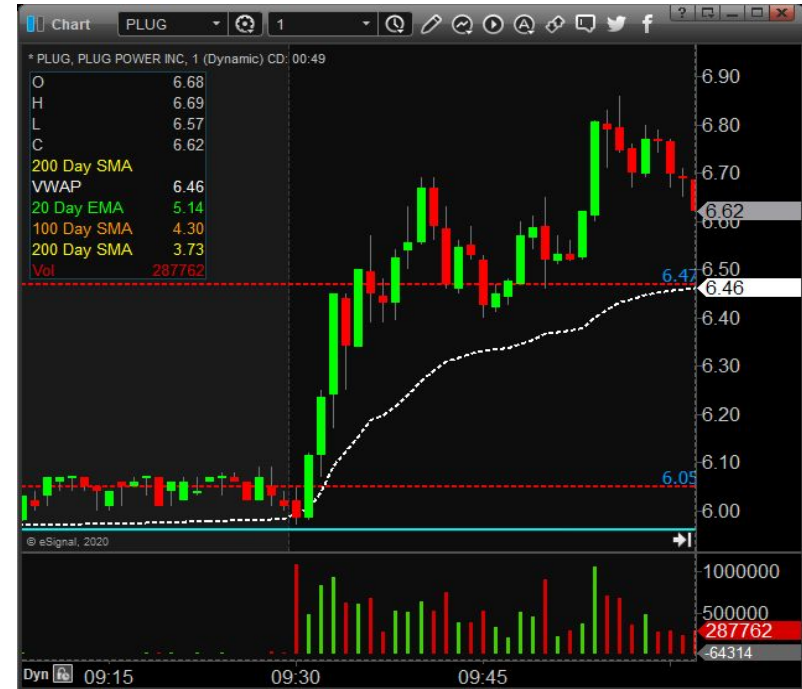 Chart PLUG 1
* PLUG, PLUG POWER INC, 1 (Dynamic) CD: 00:49
O 6.68
H 6.69
L 6.57
C 6.62
200 Day SMA
VWAP 6.46
20 Day EMA 5.14
100 Day SMA 4.30
200 Day SMA 3.73
Vol 287762
6.90
6.80
6.70
6.62
6.60
6.50
6.47
6.46
6.40
6.30
6.20
6.10
6.05
6.00
© eSignal, 2020
1000000
500000
287762
-64314
Dyn 09:15 09:30 09:45